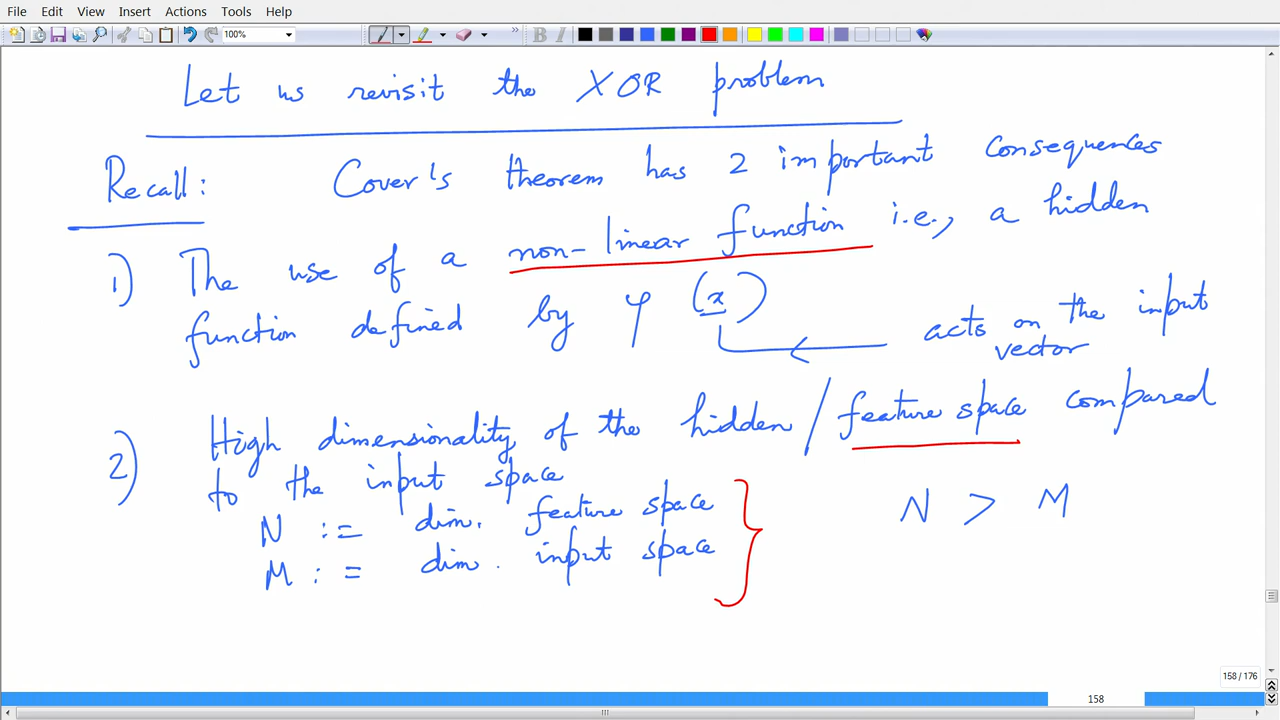 File Edit View Insert Actions Tools Help
100%
Let us revisit the XOR problem
Recall: Cover's theorem has 2 important consequences
1) The use of a non-linear function i.e., a hidden
function defined by φ (x)
acts on the input
vector
2) High dimensionality of the hidden / feature space compared
to the input space
N := dim. feature space
M := dim. input space
N > M
158 / 176
158